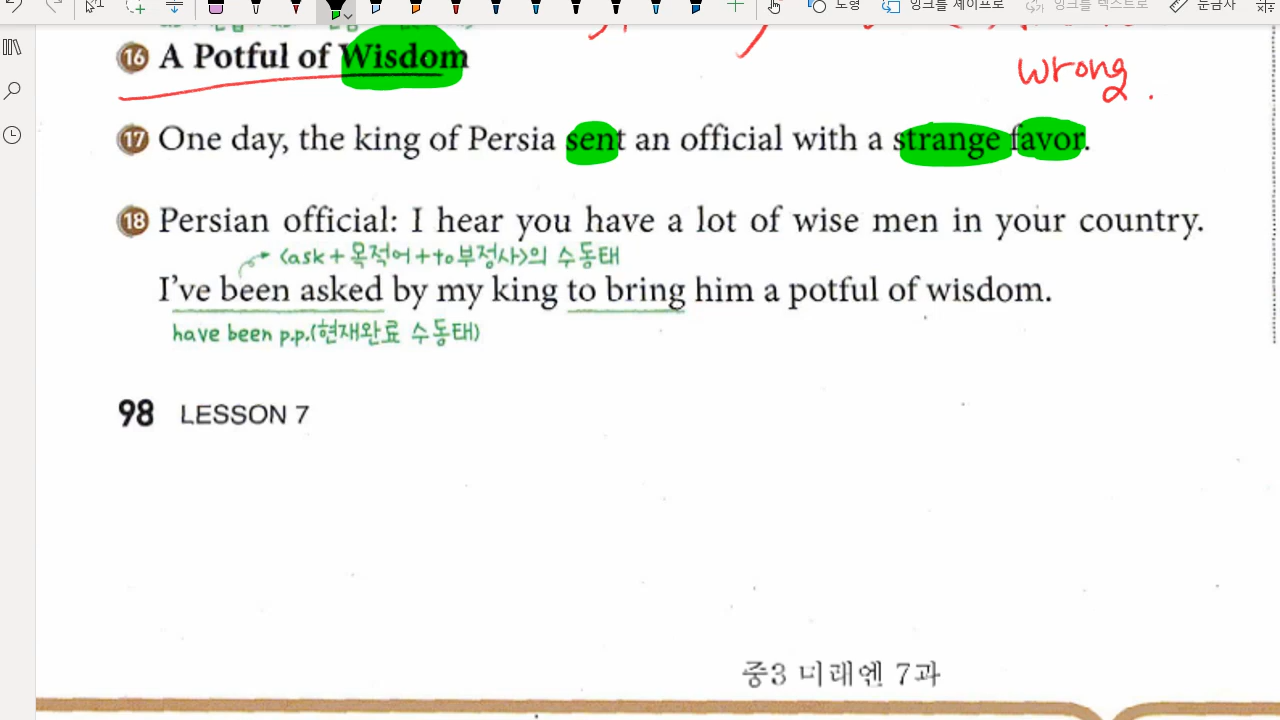 도형
잉크를 셰이프로
잉크를 텍스트로
눈금자
wrong.
16 A Potful of Wisdom
17 One day, the king of Persia sent an official with a strange favor.
18 Persian official: I hear you have a lot of wise men in your country.
<ask+목적어+to부정사>의 수동태
I've been asked by my king to bring him a potful of wisdom.
have been p.p.(현재완료 수동태)
98 LESSON 7
중3 미래엔 7과